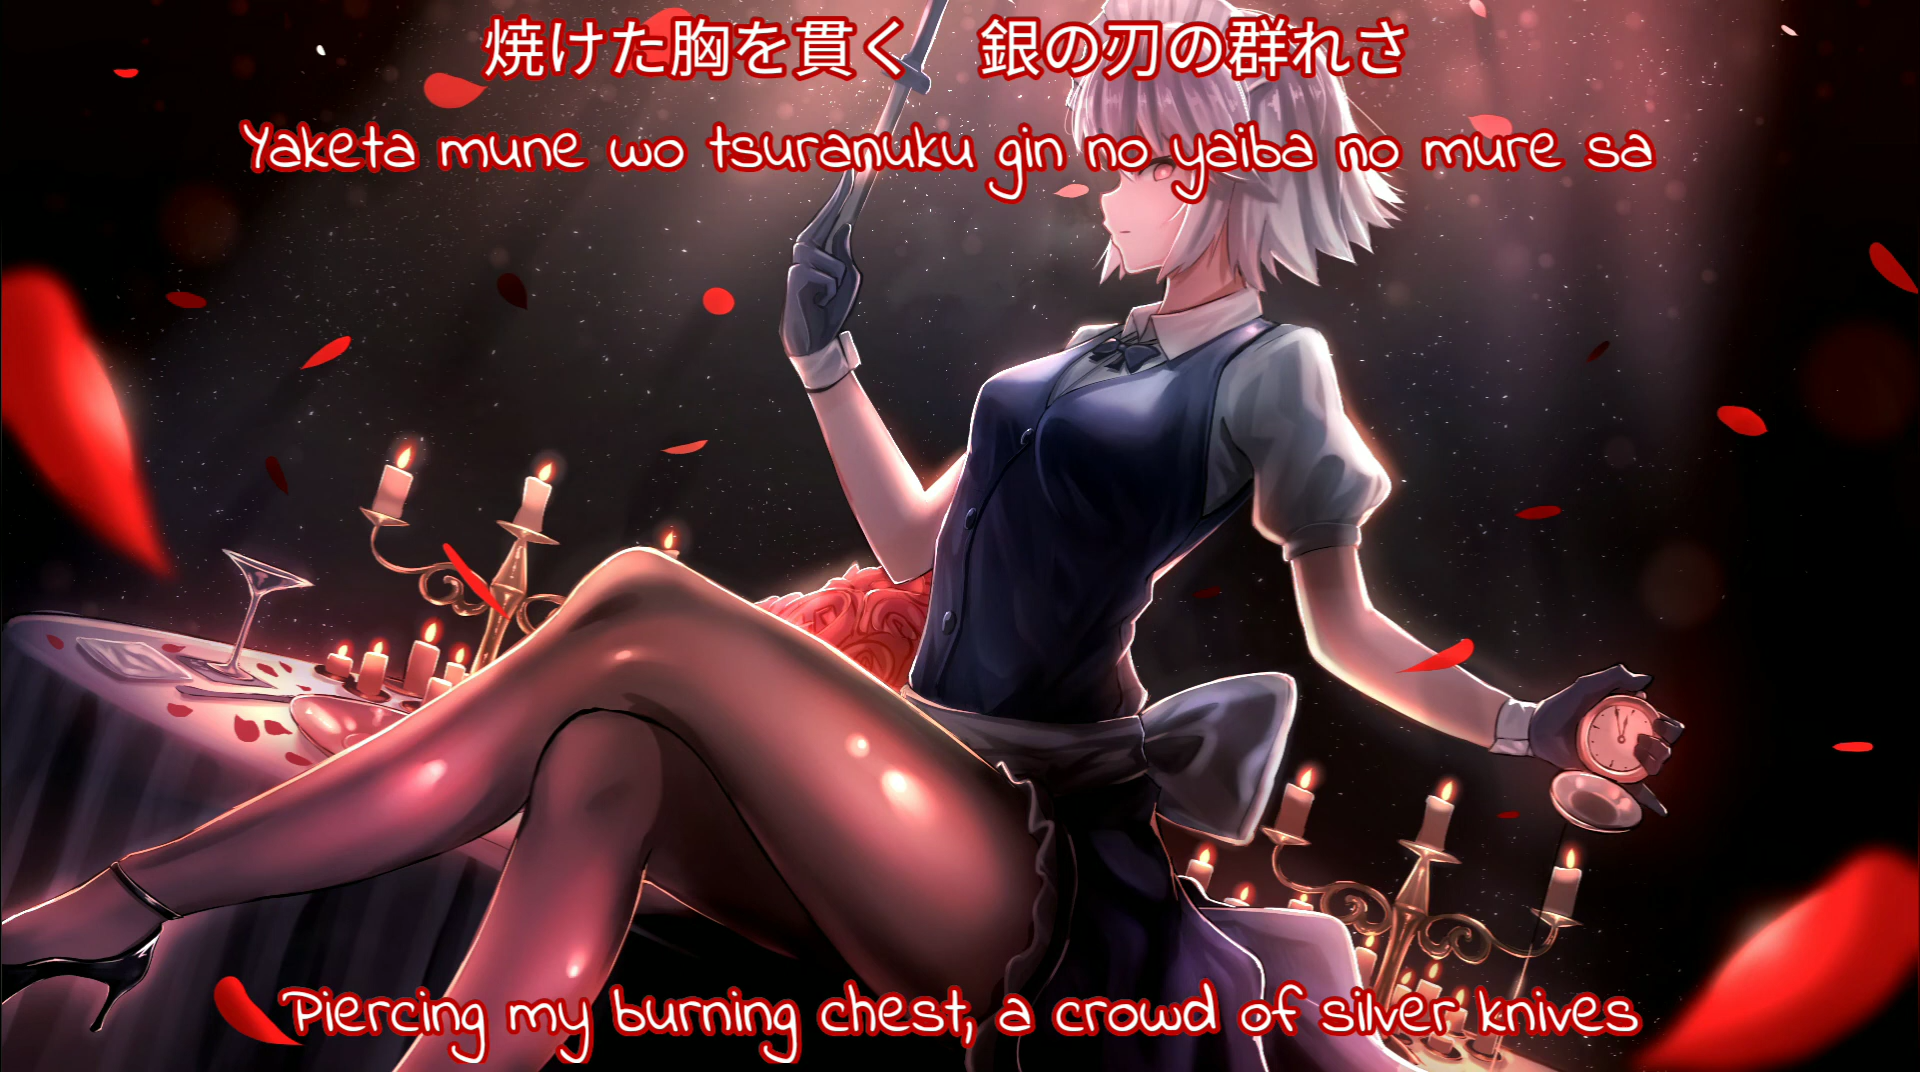 焼けた胸を貫く　銀の刃の群れさ
Yaketa mune wo tsuranuku gin no yaiba no mure sa
Piercing my burning chest, a crowd of silver knives